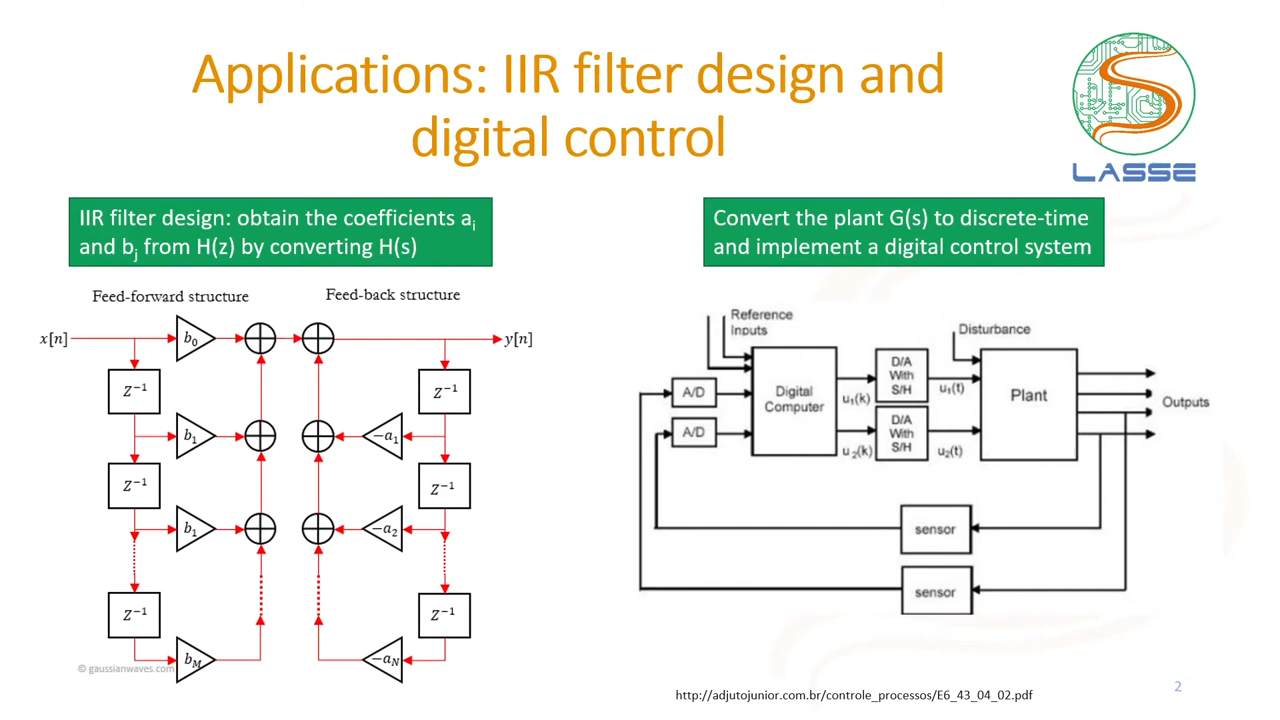 Applications: IIR filter design and
digital control
LASSE
IIR filter design: obtain the coefficients aᵢ
and bⱼ from H(z) by converting H(s)
Feed-forward structure
Feed-back structure
x[n]
b₀
y[n]
Z⁻¹
Z⁻¹
b₁
−a₁
Z⁻¹
Z⁻¹
b₁
−a₂
Z⁻¹
Z⁻¹
b_M
−a_N
© gaussianwaves.com
Convert the plant G(s) to discrete-time
and implement a digital control system
Reference
Inputs
Disturbance
A/D
A/D
Digital
Computer
u₁(k)
u₂(k)
D/A
With
S/H
D/A
With
S/H
u₁(t)
u₂(t)
Plant
Outputs
sensor
sensor
http://adjutojunior.com.br/controle_processos/E6_43_04_02.pdf
2